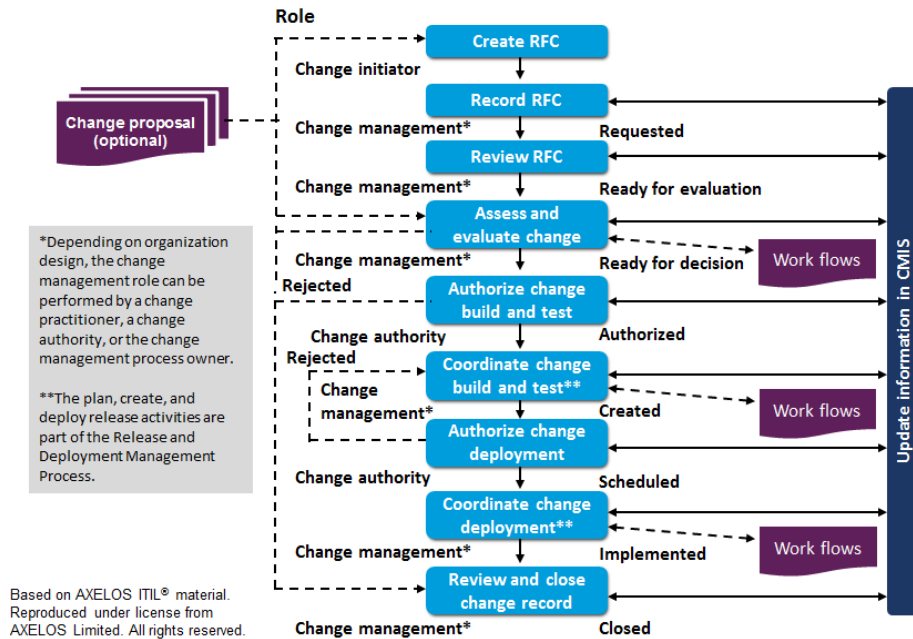 Role
Create RFC
Change initiator
Change proposal
(optional)
Record RFC
Change management*
Requested
Review RFC
Change management*
Ready for evaluation
Assess and
evaluate change
Change management*
Ready for decision
Work flows
Rejected
Authorize change
build and test
Change authority
Authorized
Rejected
Coordinate change
build and test**
Change
management*
Created
Work flows
Authorize change
deployment
Change authority
Scheduled
Coordinate change
deployment**
Change management*
Implemented
Work flows
Review and close
change record
Change management*
Closed
Update information in CMIS
*Depending on organization
design, the change
management role can be
performed by a change
practitioner, a change
authority, or the change
management process owner.
**The plan, create, and
deploy release activities are
part of the Release and
Deployment Management
Process.
Based on AXELOS ITIL® material.
Reproduced under license from
AXELOS Limited. All rights reserved.